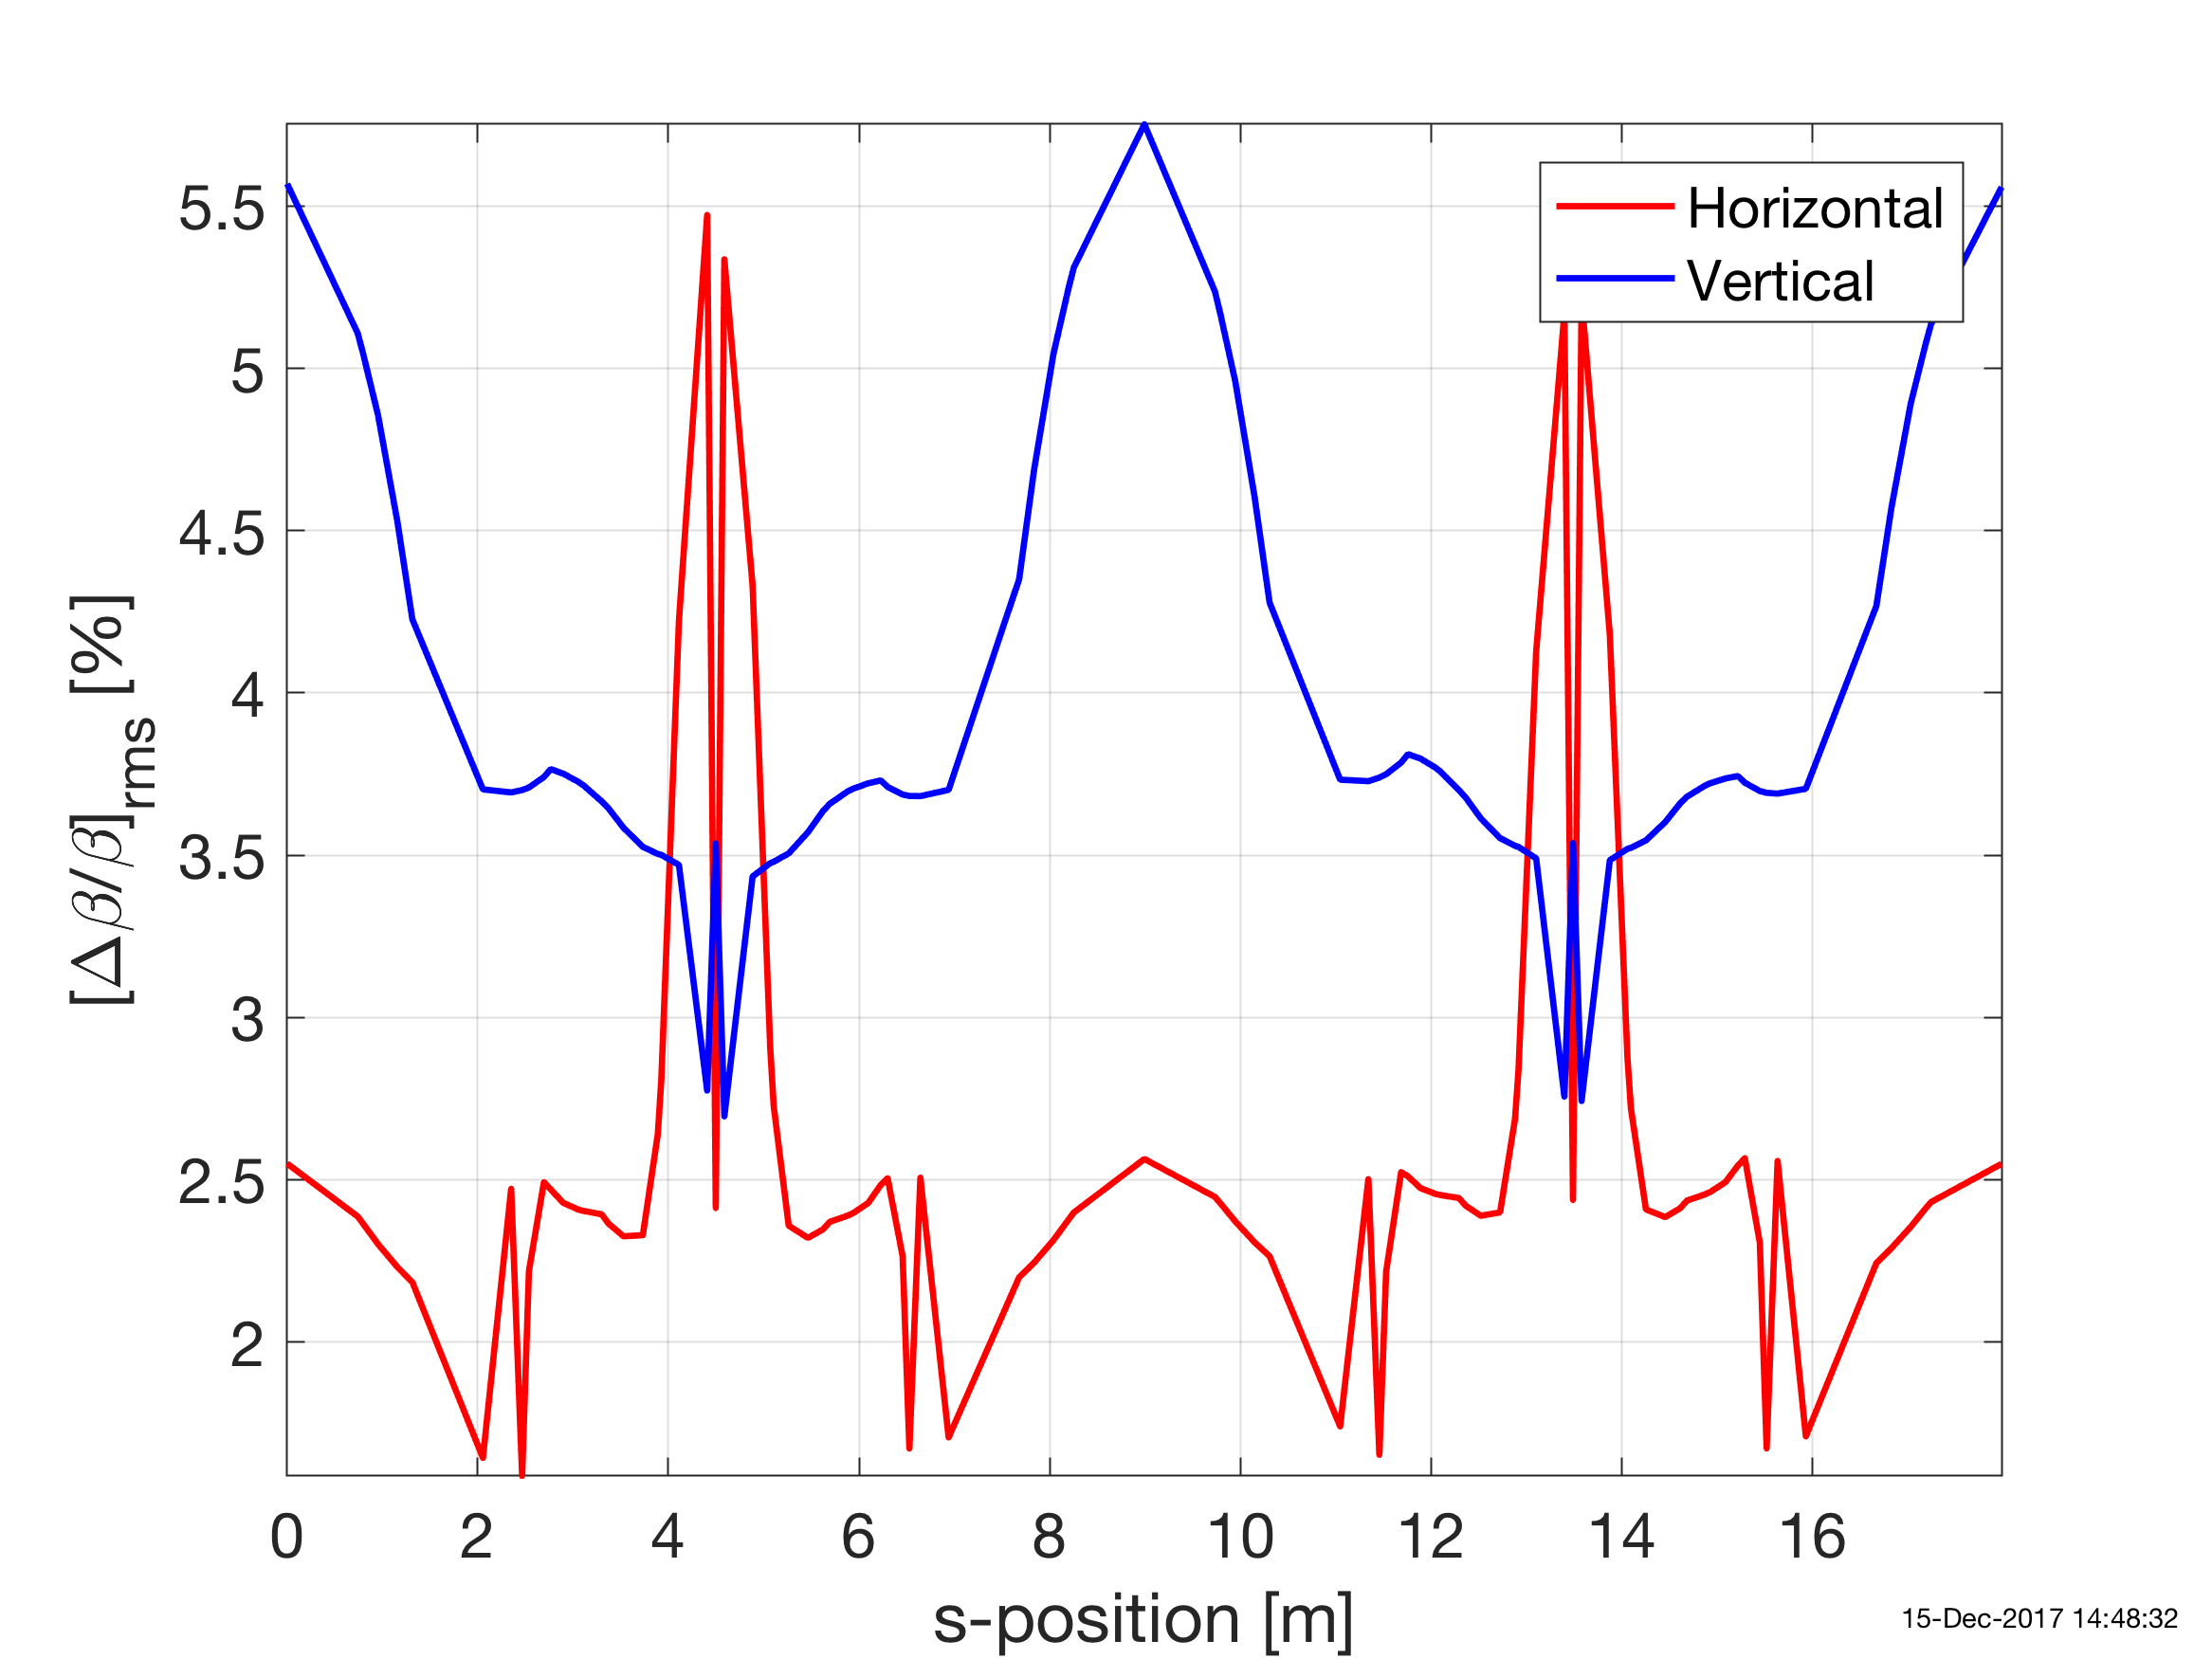 Horizontal
Vertical
5.5
5
4.5
4
3.5
3
2.5
2
[Δβ/β]rms [%]
0 2 4 6 8 10 12 14 16
s-position [m]
15-Dec-2017 14:48:32